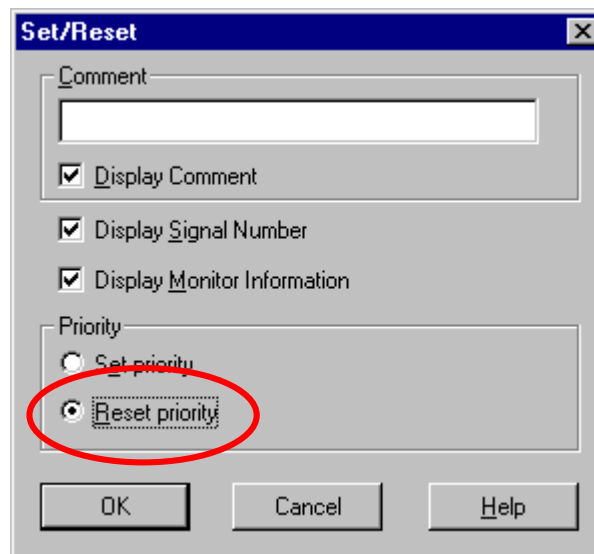 Set/Reset
Comment
Display Comment
Display Signal Number
Display Monitor Information
Priority
Set priority
Reset priority
OK
Cancel
Help